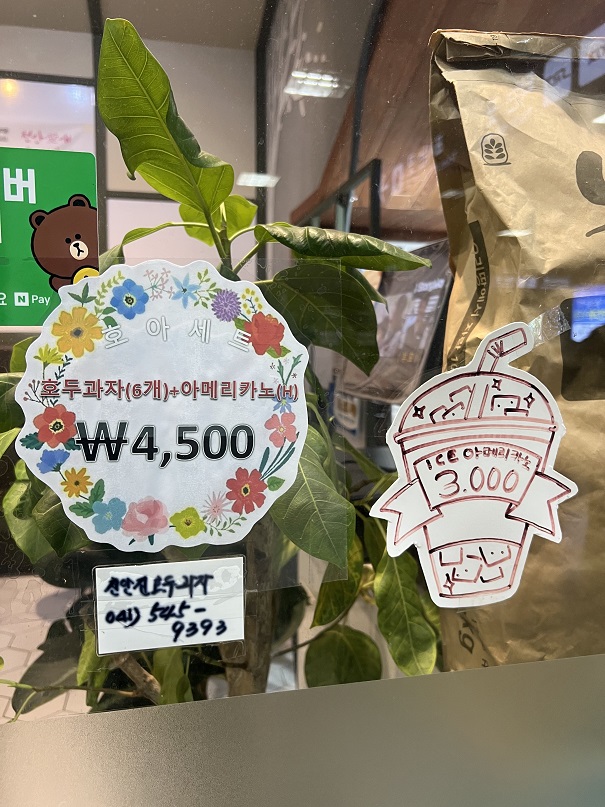 버
N Pay
호 아 세 트
호두과자(6개)+아메리카노(H)
₩4,500
ICE 아메리카노
3.000
천안진호두과자
041) 545-
9393